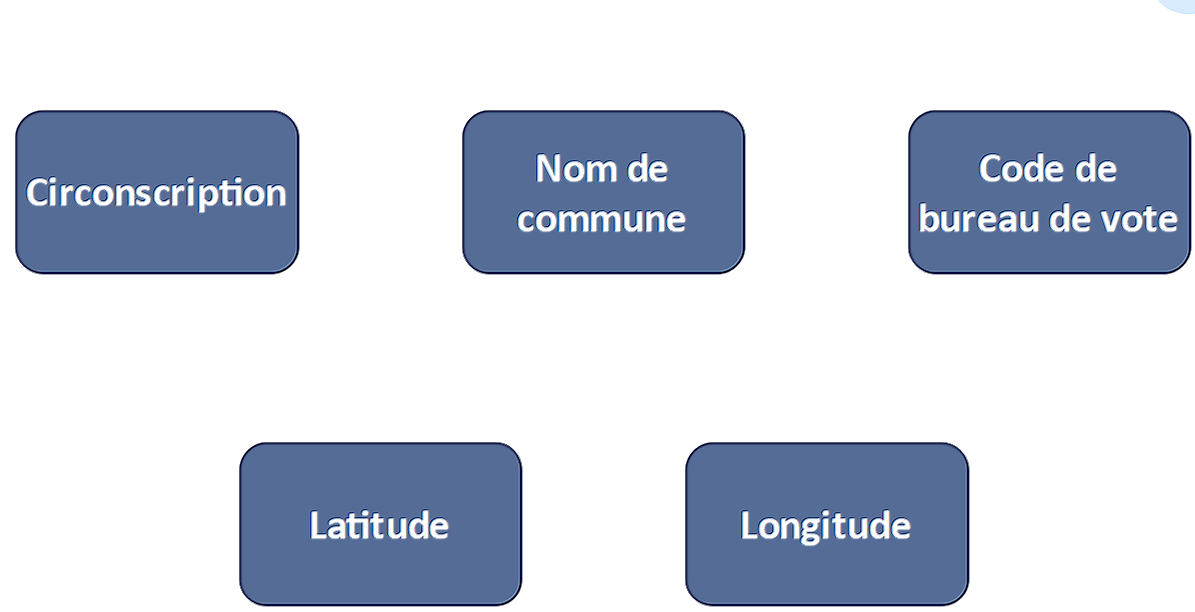 Circonscription
Nom de
commune
Code de
bureau de vote
Latitude
Longitude